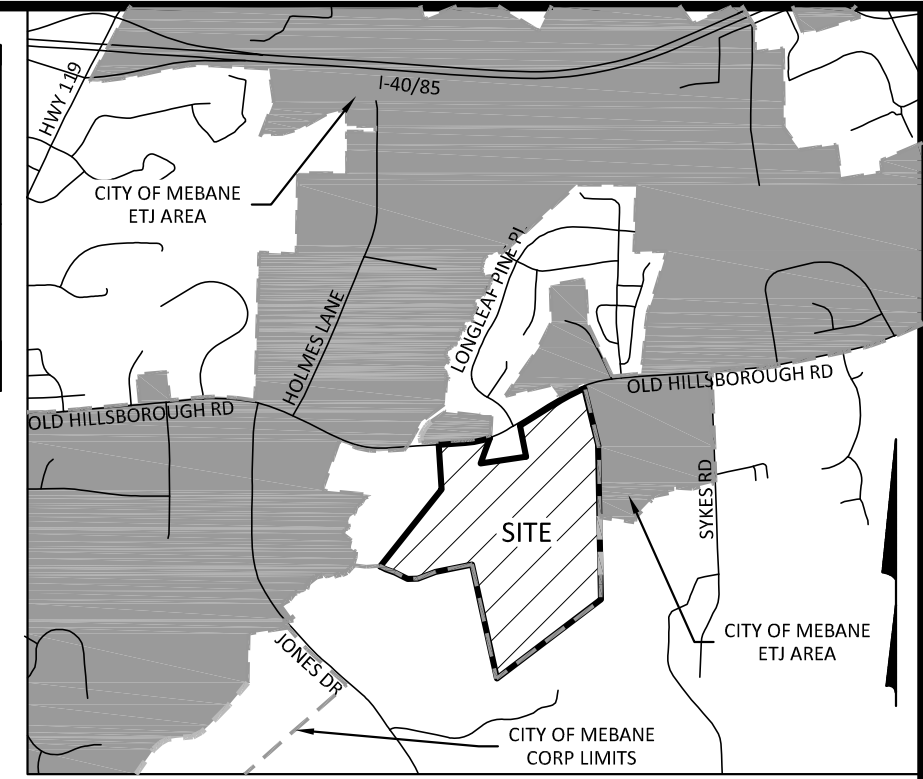 HWY 119
I-40/85
CITY OF MEBANE
ETJ AREA
LONGLEAF PINE PL
HOLMES LANE
OLD HILLSBOROUGH RD
OLD HILLSBOROUGH RD
SYKES RD
SITE
CITY OF MEBANE
ETJ AREA
JONES DR
CITY OF MEBANE
CORP LIMITS